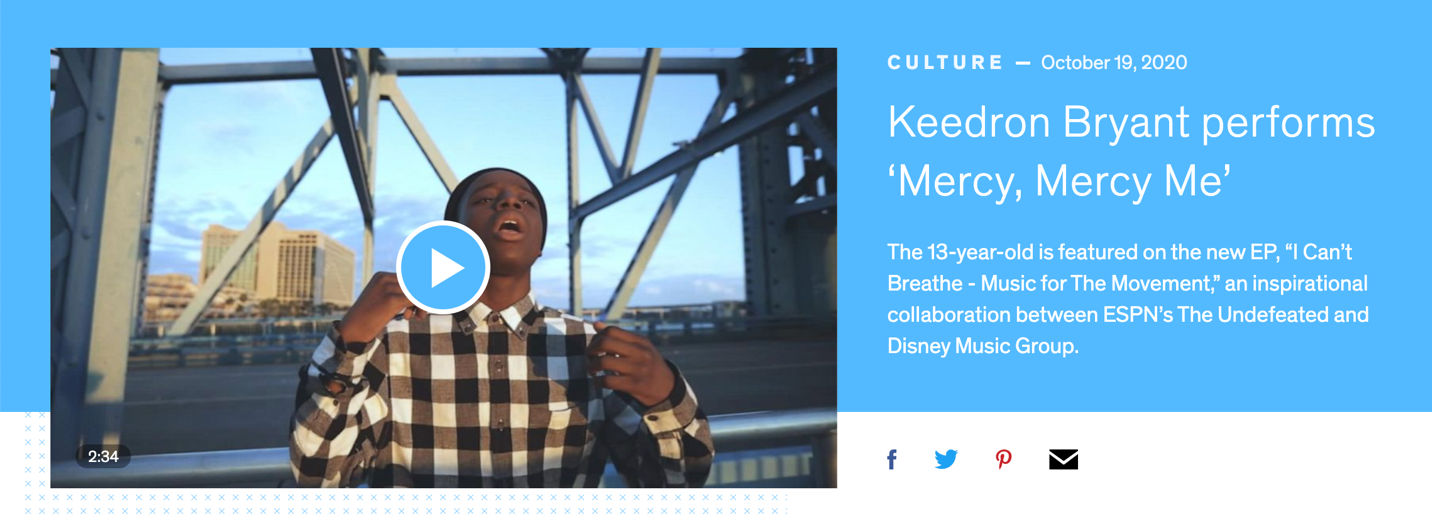 CULTURE — October 19, 2020
Keedron Bryant performs
‘Mercy, Mercy Me’
The 13-year-old is featured on the new EP, “I Can’t
Breathe - Music for The Movement,” an inspirational
collaboration between ESPN’s The Undefeated and
Disney Music Group.
2:34